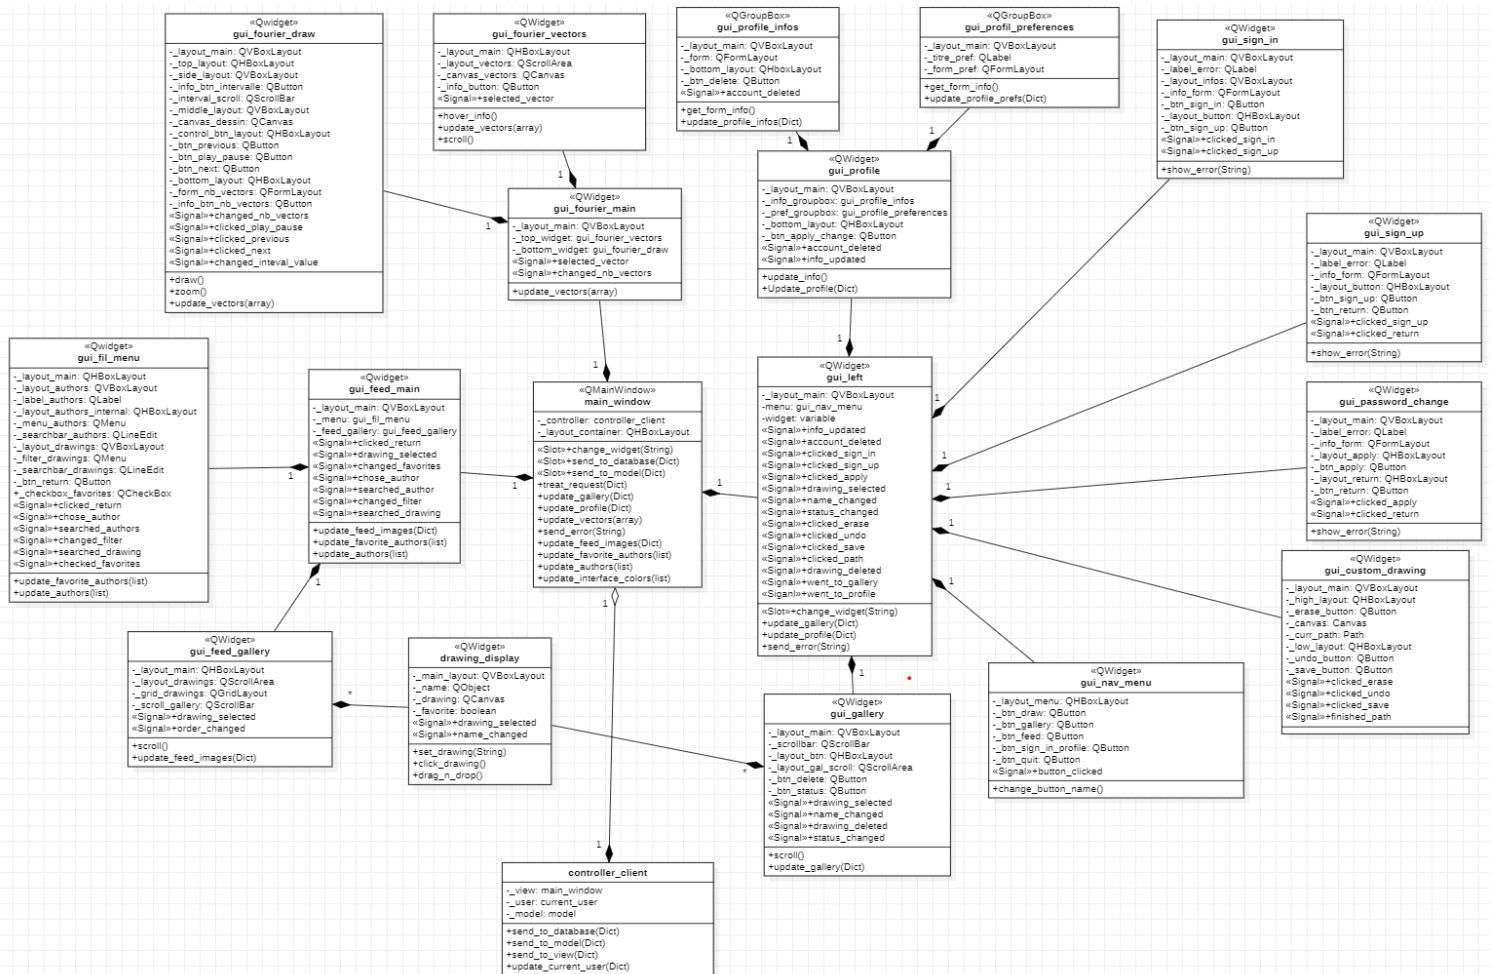 «Qwidget»
gui_fourier_draw
-_layout_main: QVBoxLayout
-_top_layout: QHBoxLayout
-_side_layout: QVBoxLayout
-_info_btn_intervalle: QButton
-_interval_scroll: QScrollBar
-_middle_layout: QVBoxLayout
-_canvas_dessin: QCanvas
-_control_btn_layout: QHBoxLayout
-_btn_previous: QButton
-_btn_play_pause: QButton
-_btn_next: QButton
-_bottom_layout: QHBoxLayout
-_form_nb_vectors: QFormLayout
-_info_btn_nb_vectors: QButton
«Signal»+changed_nb_vectors
«Signal»+clicked_play_pause
«Signal»+clicked_previous
«Signal»+clicked_next
«Signal»+changed_inteval_value
+draw()
+zoom()
+update_vectors(array)
«QWidget»
gui_fourier_vectors
-_layout_main: QHBoxLayout
-_layout_vectors: QScrollArea
-_canvas_vectors: QCanvas
-_info_button: QButton
«Signal»+selected_vector
+hover_info()
+update_vectors(array)
+scroll()
«QGroupBox»
gui_profile_infos
-_layout_main: QVBoxLayout
-_form: QFormLayout
-_bottom_layout: QHboxLayout
-_btn_delete: QButton
«Signal»+account_deleted
+get_form_info()
+update_profile_infos(Dict)
«QGroupBox»
gui_profil_preferences
-_layout_main: QVBoxLayout
-_titre_pref: QLabel
-_form_pref: QFormLayout
+get_form_info()
+update_profile_prefs(Dict)
«QWidget»
gui_sign_in
-_layout_main: QVBoxLayout
-_label_error: QLabel
-_layout_infos: QVBoxLayout
-_info_form: QFormLayout
-_btn_sign_in: QButton
-_layout_button: QHBoxLayout
-_btn_sign_up: QButton
«Signal»+clicked_sign_in
«Signal»+clicked_sign_up
+show_error(String)
1
1
1
1
«QWidget»
gui_fourier_main
-_layout_main: QVBoxLayout
-_top_widget: gui_fourier_vectors
-_bottom_widget: gui_fourier_draw
«Signal»+selected_vector
«Signal»+changed_nb_vectors
+update_vectors(array)
«QWidget»
gui_profile
-_layout_main: QVBoxLayout
-_info_groupbox: gui_profile_infos
-_pref_groupbox: gui_profile_preferences
-_bottom_layout: QHBoxLayout
-_btn_apply_change: QButton
«Signal»+account_deleted
«Signal»+info_updated
+update_info()
+Update_profile(Dict)
«QWidget»
gui_sign_up
-_layout_main: QVBoxLayout
-_label_error: QLabel
-_info_form: QFormLayout
-_layout_button: QHBoxLayout
-_btn_sign_up: QButton
-_btn_return: QButton
«Signal»+clicked_sign_up
«Signal»+clicked_return
+show_error(String)
1
1
«QWidget»
gui_fil_menu
-_layout_main: QHBoxLayout
-_layout_authors: QVBoxLayout
-_label_authors: QLabel
-_layout_authors_internal: QHBoxLayout
-_menu_authors: QMenu
-_searchbar_authors: QLineEdit
-_layout_drawings: QVBoxLayout
-_filter_drawings: QMenu
-_searchbar_drawings: QLineEdit
-_btn_return: QButton
+_checkbox_favorites: QCheckBox
«Signal»+clicked_return
«Signal»+chose_author
«Signal»+searched_authors
«Signal»+changed_filter
«Signal»+searched_drawing
«Signal»+checked_favorites
+update_favorite_authors(list)
+update_authors(list)
«Qwidget»
gui_feed_main
-_layout_main: QVBoxLayout
-_menu: gui_fil_menu
-_feed_gallery: gui_feed_gallery
«Signal»+clicked_return
«Signal»+drawing_selected
«Signal»+changed_favorites
«Signal»+chose_author
«Signal»+searched_author
«Signal»+changed_filter
«Signal»+searched_drawing
+update_feed_images(Dict)
+update_favorite_authors(list)
+update_authors(list)
«QMainWindow»
main_window
-_controller: controller_client
-_layout_container: QHBoxLayout
«Slot»+change_widget(String)
«Slot»+send_to_database(Dict)
«Slot»+send_to_model(Dict)
+treat_request(Dict)
+update_gallery(Dict)
+update_profile(Dict)
+update_vectors(array)
+send_error(String)
+update_feed_images(Dict)
+update_favorite_authors(list)
+update_authors(list)
+update_interface_colors(list)
«QWidget»
gui_left
-_layout_main: QVBoxLayout
-menu: gui_nav_menu
-widget: variable
«Signal»+info_updated
«Signal»+account_deleted
«Signal»+clicked_sign_in
«Signal»+clicked_sign_up
«Signal»+clicked_apply
«Signal»+drawing_selected
«Signal»+name_changed
«Signal»+status_changed
«Signal»+clicked_erase
«Signal»+clicked_undo
«Signal»+clicked_save
«Signal»+clicked_path
«Signal»+drawing_deleted
«Signal»+went_to_gallery
«Siganl»+went_to_profile
«Slot»+change_widget(String)
+update_gallery(Dict)
+update_profile(Dict)
+send_error(String)
«QWidget»
gui_password_change
-_layout_main: QVBoxLayout
-_label_error: QLabel
-_info_form: QFormLayout
-_layout_apply: QHBoxLayout
-_btn_apply: QButton
-_layout_return: QHBoxLayout
-_btn_return: QButton
«Signal»+clicked_apply
«Signal»+clicked_return
+show_error(String)
1
1
1
1
1
1
1
1
1
1
«QWidget»
gui_custom_drawing
-_layout_main: QVBoxLayout
-_high_layout: QHBoxLayout
-_erase_button: QButton
-_canvas: Canvas
-_curr_path: Path
-_low_layout: QHBoxLayout
-_undo_button: QButton
-_save_button: QButton
«Signal»+clicked_erase
«Signal»+clicked_undo
«Signal»+clicked_save
«Signal»+finished_path
«QWidget»
gui_feed_gallery
-_layout_main: QHBoxLayout
-_layout_drawings: QScrollArea
-_grid_drawings: QGridLayout
-_scroll_gallery: QScrollBar
«Signal»+drawing_selected
«Signal»+order_changed
+scroll()
+update_feed_images(Dict)
*
«QWidget»
drawing_display
-_main_layout: QVBoxLayout
-_name: QObject
-_drawing: QCanvas
-_favorite: boolean
«Signal»+drawing_selected
«Signal»+name_changed
+set_drawing(String)
+click_drawing()
+drag_n_drop()
1
*
«QWidget»
gui_gallery
-_layout_main: QVBoxLayout
-_scrollbar: QScrollBar
-_layout_btn: QHBoxLayout
-_layout_gal_scroll: QScrollArea
-_btn_delete: QButton
-_btn_status: QButton
«Signal»+drawing_selected
«Signal»+name_changed
«Signal»+drawing_deleted
«Signal»+status_changed
+scroll()
+update_gallery(Dict)
«QWidget»
gui_nav_menu
-_layout_menu: QHBoxLayout
-_btn_draw: QButton
-_btn_gallery: QButton
-_btn_feed: QButton
-_btn_sign_in_profile: QButton
-_btn_quit: QButton
«Signal»+button_clicked
+change_button_name()
1
controller_client
-_view: main_window
-_user: current_user
-_model: model
+send_to_database(Dict)
+send_to_model(Dict)
+send_to_view(Dict)
+update_current_user(Dict)